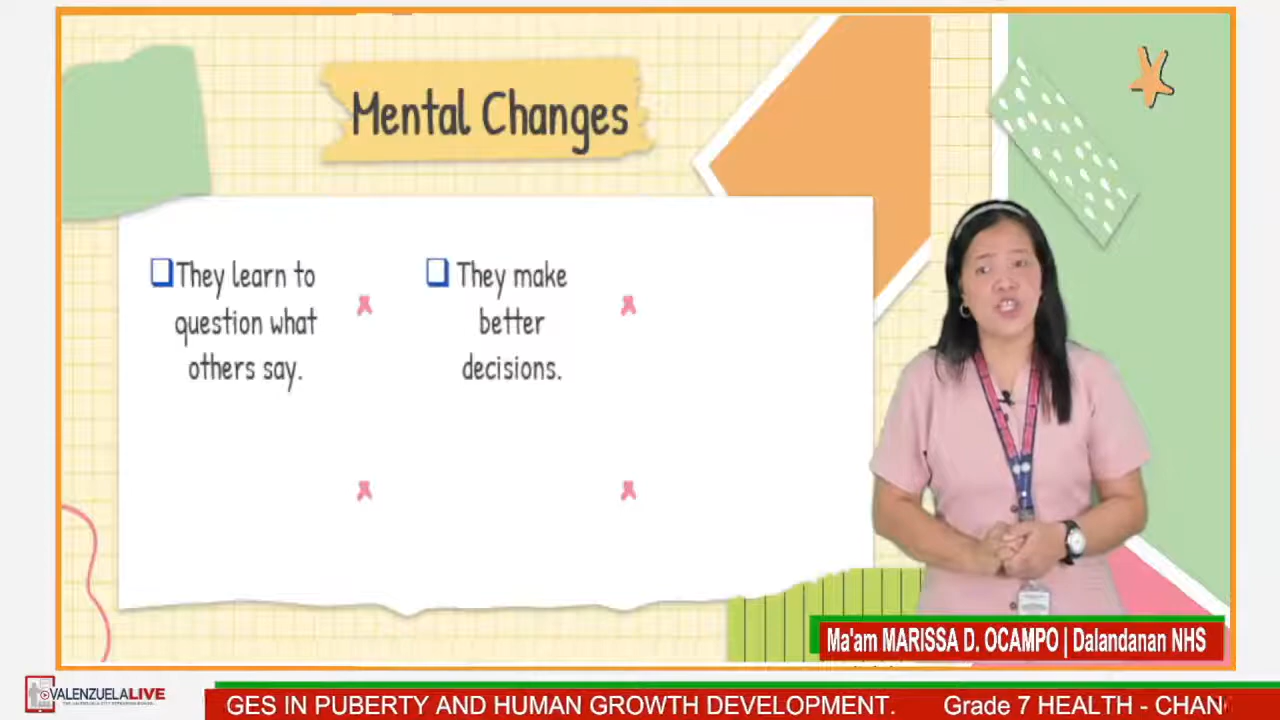 Mental Changes
They learn to
question what
others say.
They make
better
decisions.
Ma'am MARISSA D. OCAMPO | Dalandanan NHS
VALENZUELALIVE
GES IN PUBERTY AND HUMAN GROWTH DEVELOPMENT. Grade 7 HEALTH - CHAN